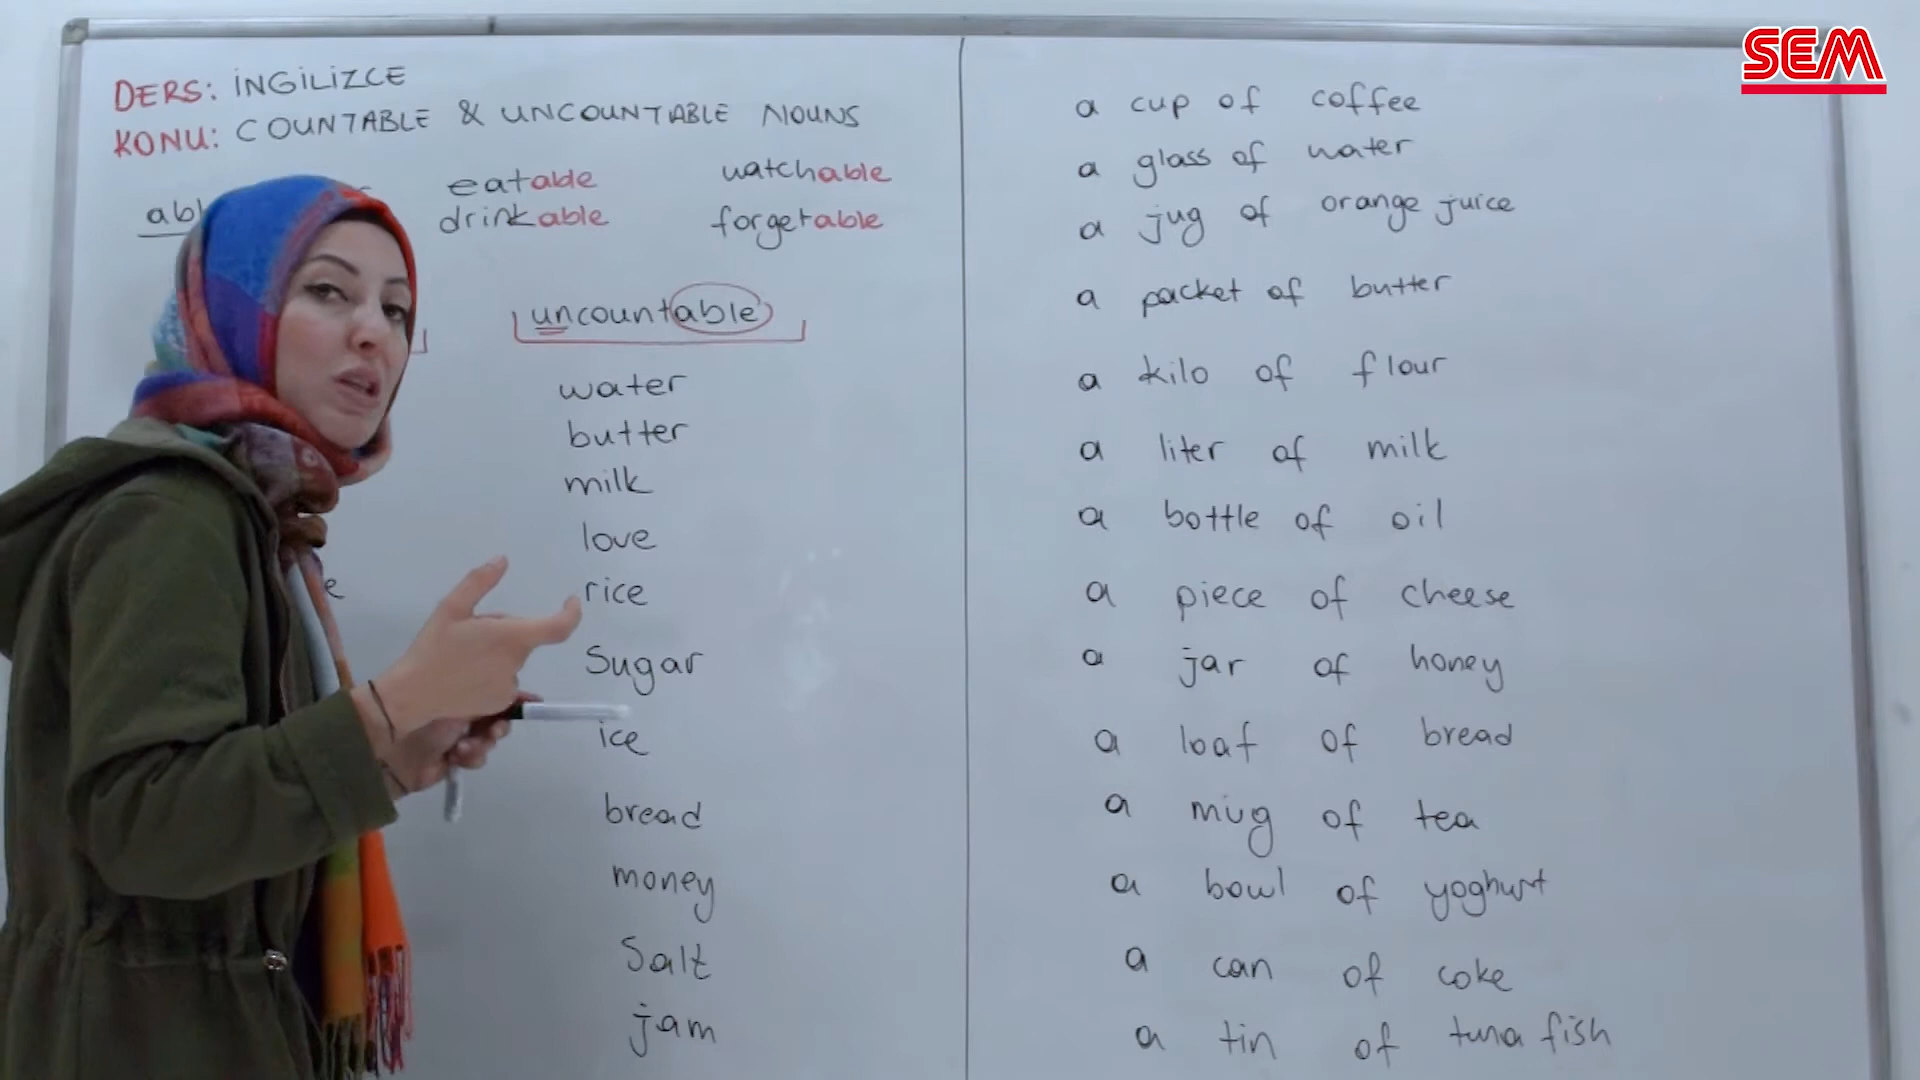 SEM
DERS: İNGİLİZCE
KONU: COUNTABLE & UNCOUNTABLE NOUNS
eatable watchable
drinkable forgetable
uncountable
water
butter
milk
love
rice
Sugar
ice
bread
money
Salt
jam
a cup of coffee
a glass of water
a jug of orange juice
a packet of butter
a kilo of flour
a liter of milk
a bottle of oil
a piece of cheese
a jar of honey
a loaf of bread
a mug of tea
a bowl of yoghurt
a can of coke
a tin of tuna fish